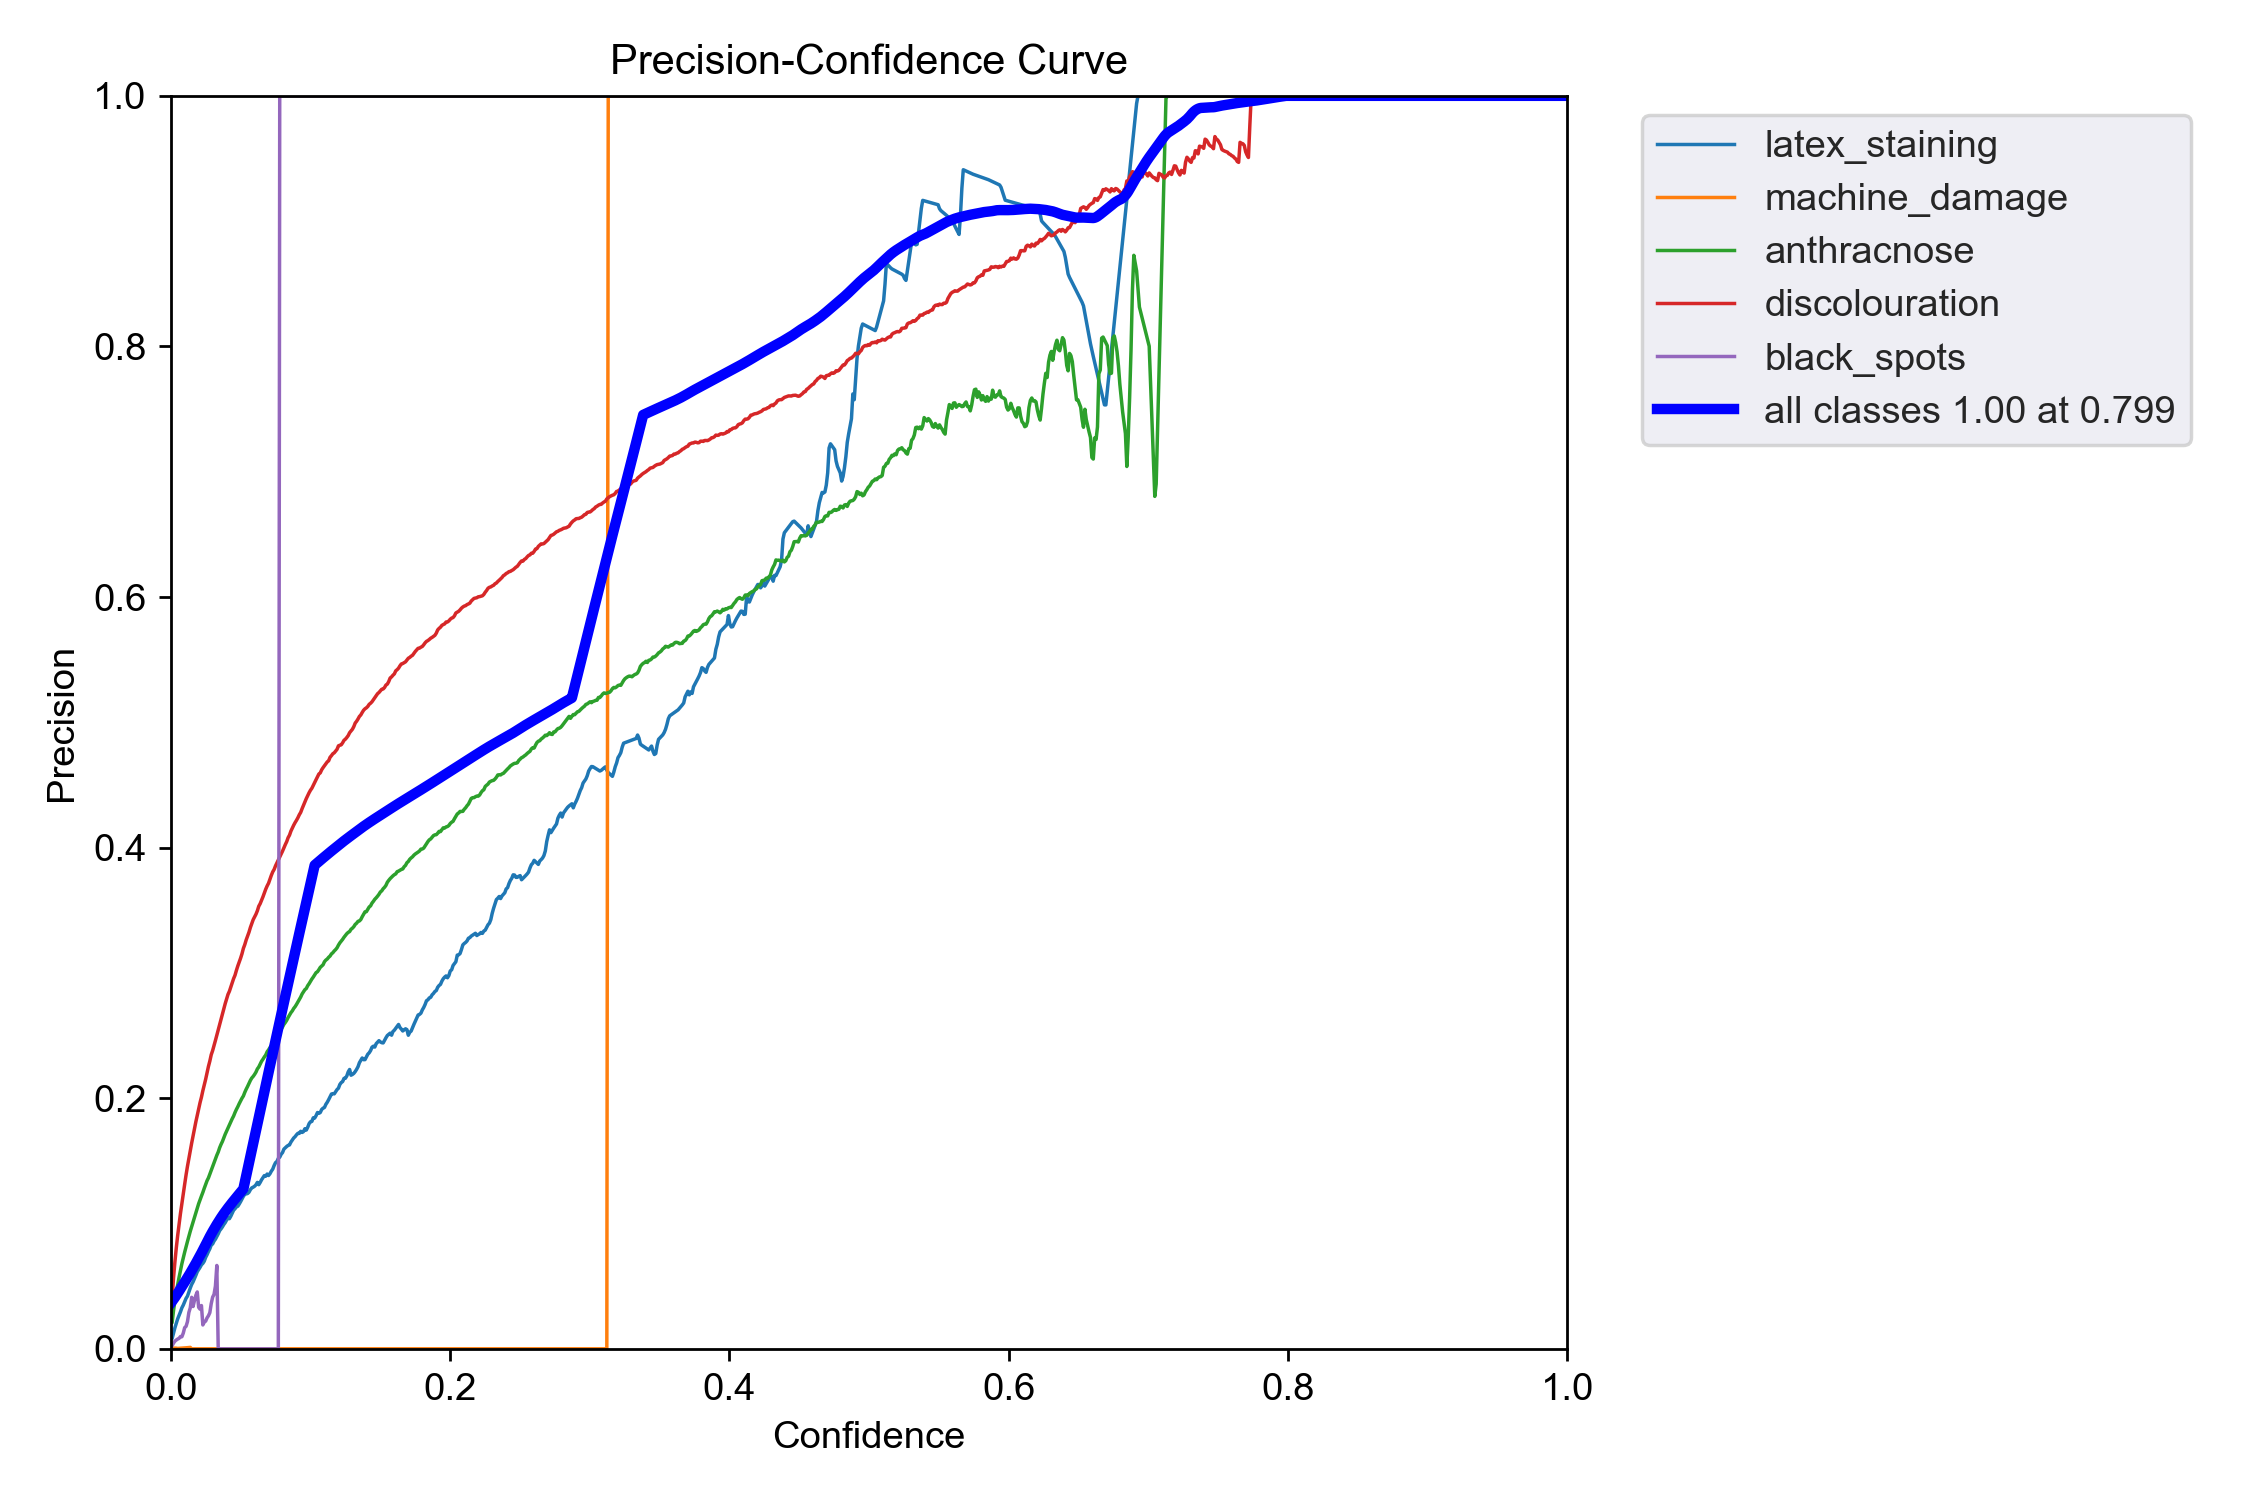 Precision-Confidence Curve
1.0
0.8
0.6
0.4
0.2
0.0
Precision
0.0 0.2 0.4 0.6 0.8 1.0
Confidence
latex_staining
machine_damage
anthracnose
discolouration
black_spots
all classes 1.00 at 0.799